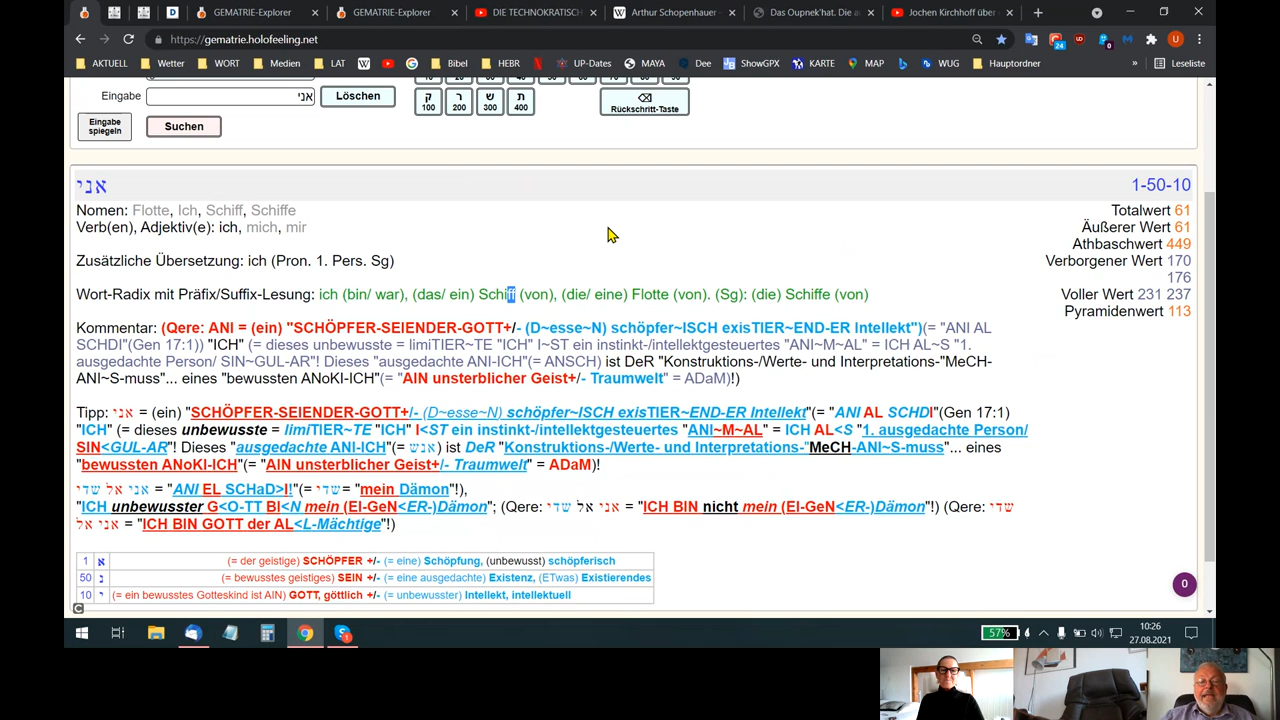 GEMATRIE-Explorer
GEMATRIE-Explorer
DIE TECHNOKRATISCH
Arthur Schopenhauer
Das Oupnek'hat. Die a
Jochen Kirchhoff über
https://gematrie.holofeeling.net
U
24
0
ALLTAG Wetter WORT Medien LAT Bibel HEBR UP-Dates MAYA Dee ShowGPX KARTE MAP WUG Hauptordner » Leseliste
Eingabe אני Löschen
ק 100 ר 200 ש 300 ת 400 Rückschritt-Taste
Eingabe spiegeln Suchen
אני 1-50-10
Nomen: Flotte, Ich, Schiff, Schiffe Totalwert 61
Verb(en), Adjektiv(e): ich, mich, mir Äußerer Wert 61
Athbaschwert 449
Zusätzliche Übersetzung: ich (Pron. 1. Pers. Sg) Verborgener Wert 170
176
Wort-Radix mit Präfix/Suffix-Lesung: ich (bin/ war), (das/ ein) Schiff (von), (die/ eine) Flotte (von). (Sg): (die) Schiffe (von) Voller Wert 231 237
Pyramidenwert 113
Kommentar: (Qere: ANI = (ein) "SCHÖPFER-SEIENDER-GOTT+/- (D~esse~N) schöpfer~ISCH exisTIER~END-ER Intellekt")(= "ANI AL
SCHDI"(Gen 17:1)) "ICH" (= dieses unbewusste = limiTIER~TE "ICH" I~ST ein instinkt-/intellektgesteuertes "ANI~M~AL" = ICH AL~S "1.
ausgedachte Person/ SIN~GUL-AR"! Dieses "ausgedachte ANI-ICH"(= ANSCH) ist DeR "Konstruktions-/Werte- und Interpretations-"MeCH-
ANI~S-muss"... eines "bewussten ANoKI-ICH"(= "AIN unsterblicher Geist+/- Traumwelt" = ADaM)!)
Tipp: אני = (ein) "SCHÖPFER-SEIENDER-GOTT+/- (D~esse~N) schöpfer~ISCH exisTIER~END-ER Intellekt"(= "ANI AL SCHDI"(Gen 17:1)
"ICH" (= dieses unbewusste = limiTIER~TE "ICH" I<ST ein instinkt-/intellektgesteuertes "ANI~M~AL" = ICH AL<S "1. ausgedachte Person/
SIN<GUL-AR"! Dieses "ausgedachte ANI-ICH"(= אנש) ist DeR "Konstruktions-/Werte- und Interpretations-"MeCH-ANI~S-muss"... eines
"bewussten ANoKI-ICH"(= "AIN unsterblicher Geist+/- Traumwelt" = ADaM)!
אני אל שדי = "ANI EL SCHaD>I!"(= שדי= "mein Dämon"!),
"ICH unbewusster G<O-TT BI<N mein (EI-GeN<ER-)Dämon"; (Qere: אני אל שדי = "ICH BIN nicht mein (EI-GeN<ER-)Dämon"!) (Qere: שדי
אני אל = "ICH BIN GOTT der AL<L-Mächtige"!)
1 א (= der geistige) SCHÖPFER +/- (= eine) Schöpfung, (unbewusst) schöpferisch
50 נ (= bewusstes geistiges) SEIN +/- (= eine ausgedachte) Existenz, (ETwas) Existierendes
10 י (= ein bewusstes Gotteskind ist AIN) GOTT, göttlich +/- (= unbewusster) Intellekt, intellektuell
0
57%
10:26
27.08.2021